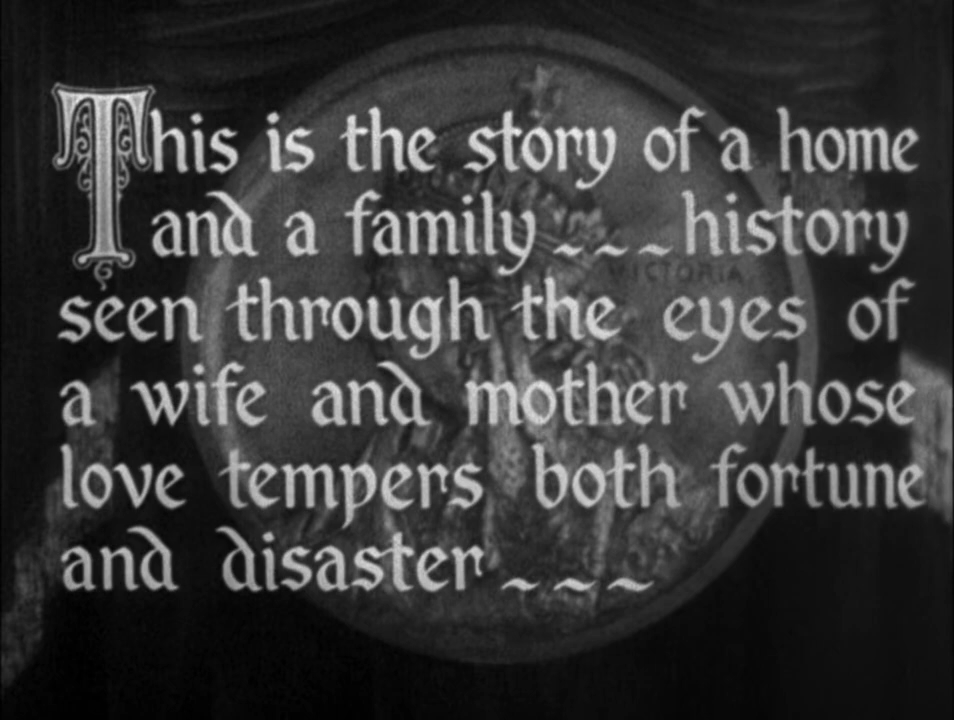 This is the story of a home
and a family ~ ~ ~ history
seen through the eyes of
a wife and mother whose
love tempers both fortune
and disaster ~ ~ ~
VICTORIA